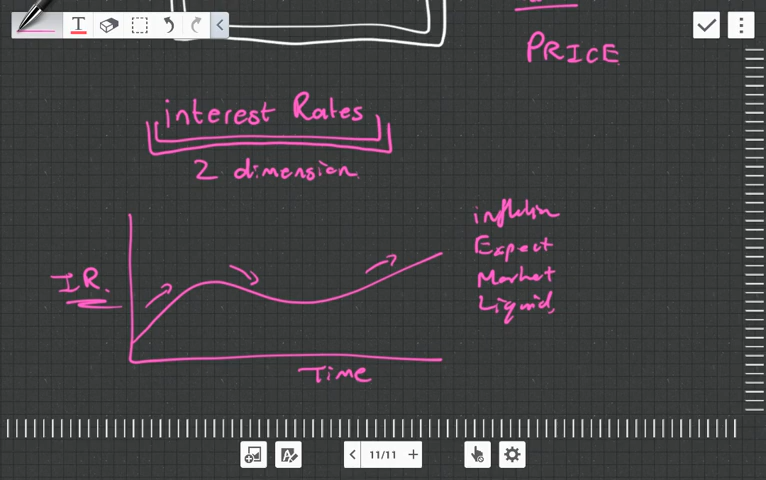 T
PRICE
interest Rates
2 dimension
inflation
Expect
Market
Liquid,
I.R.
Time
11/11